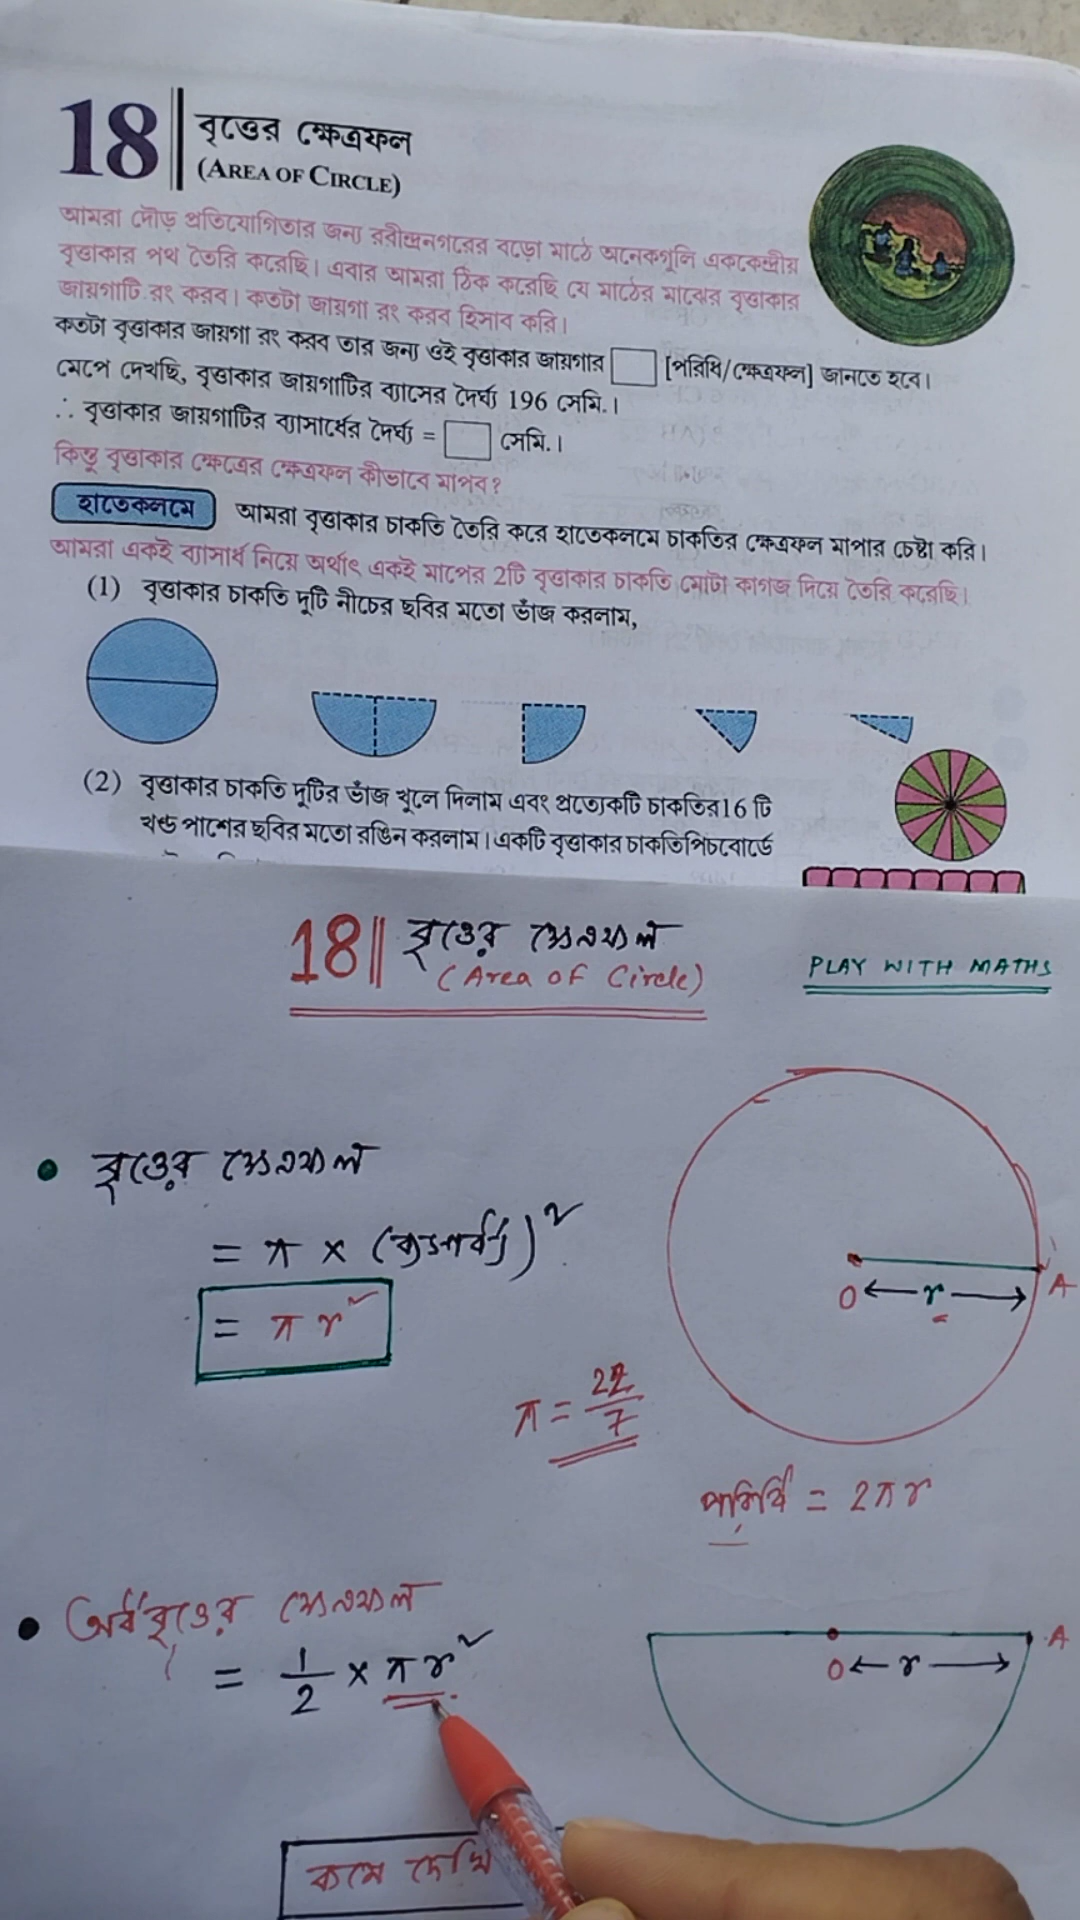 18
বৃত্তের ক্ষেত্রফল
(AREA OF CIRCLE)
আমরা দৌড় প্রতিযোগিতার জন্য রবীন্দ্রনগরের বড়ো মাঠে অনেকগুলি এককেন্দ্রীয়
বৃত্তাকার পথ তৈরি করেছি। এবার আমরা ঠিক করেছি যে মাঠের মাঝের বৃত্তাকার
জায়গাটি রং করব। কতটা জায়গা রং করব হিসাব করি।
কতটা বৃত্তাকার জায়গা রং করব তার জন্য ওই বৃত্তাকার জায়গার [পরিধি/ক্ষেত্রফল] জানতে হবে।
মেপে দেখছি, বৃত্তাকার জায়গাটির ব্যাসের দৈর্ঘ্য 196 সেমি.।
∴ বৃত্তাকার জায়গাটির ব্যাসার্ধের দৈর্ঘ্য = সেমি.।
কিন্তু বৃত্তাকার ক্ষেত্রের ক্ষেত্রফল কীভাবে মাপব?
হাতেকলমে আমরা বৃত্তাকার চাকতি তৈরি করে হাতেকলমে চাকতির ক্ষেত্রফল মাপার চেষ্টা করি।
আমরা একই ব্যাসার্ধ নিয়ে অর্থাৎ একই মাপের 2টি বৃত্তাকার চাকতি মোটা কাগজ দিয়ে তৈরি করেছি।
(1) বৃত্তাকার চাকতি দুটি নীচের ছবির মতো ভাঁজ করলাম,
(2) বৃত্তাকার চাকতি দুটির ভাঁজ খুলে দিলাম এবং প্রত্যেকটি চাকতির 16 টি
খণ্ড পাশের ছবির মতো রঙিন করলাম। একটি বৃত্তাকার চাকতি পিচবোর্ডে
18 বৃত্তের ক্ষেত্রফল
(Area of Circle)
PLAY WITH MATHS
• বৃত্তের ক্ষেত্রফল
= π × (ব্যাসার্ধ)²
= πr²
O ← r → A
π = 22/7
পরিধি = 2πr
• অর্ধবৃত্তের ক্ষেত্রফল
= 1/2 × πr²
O ← r → A
কষে দেখি